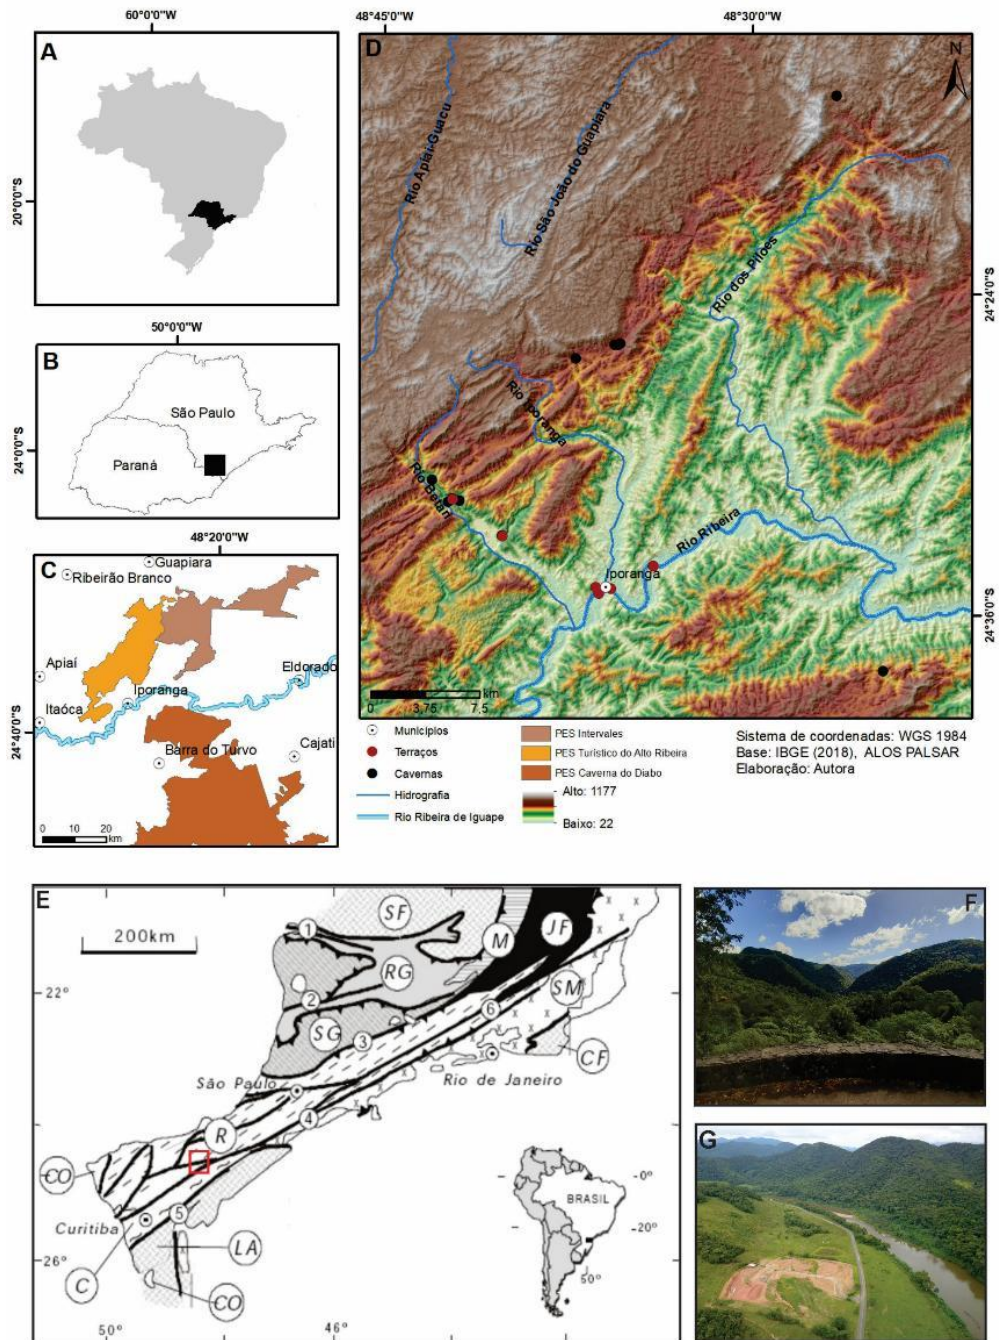 60°0'0"W
A
20°0'0"S
50°0'0"W
B
São Paulo
Paraná
24°0'0"S
48°20'0"W
C
Guapiara
Ribeirão Branco
Apiaí
Eldorado
Iporanga
Itaóca
24°40'0"S
Barra do Turvo
Cajati
0 10 20
km
48°45'0"W
48°30'0"W
D
N
Rio Apiaí-Guaçu
Rio São João do Guapiara
Rio dos Pilões
24°24'0"S
Rio Iporanga
Rio Betari
Rio Ribeira
Iporanga
24°36'0"S
km
0 3,75 7.5
Municípios
Terraços
Cavernas
Hidrografia
Rio Ribeira de Iguape
PES Intervales
PES Turístico do Alto Ribeira
PES Caverna do Diabo
Alto: 1177
Baixo: 22
Sistema de coordenadas: WGS 1984
Base: IBGE (2018), ALOS PALSAR
Elaboração: Autora
E
200km
SF
1
M
JF
RG
22°
2
SG
3
6
SM
CF
São Paulo
Rio de Janeiro
4
R
CO
Curitiba
5
LA
C
CO
26°
50°
46°
BRASIL
-0°
-20°
50°
F
G